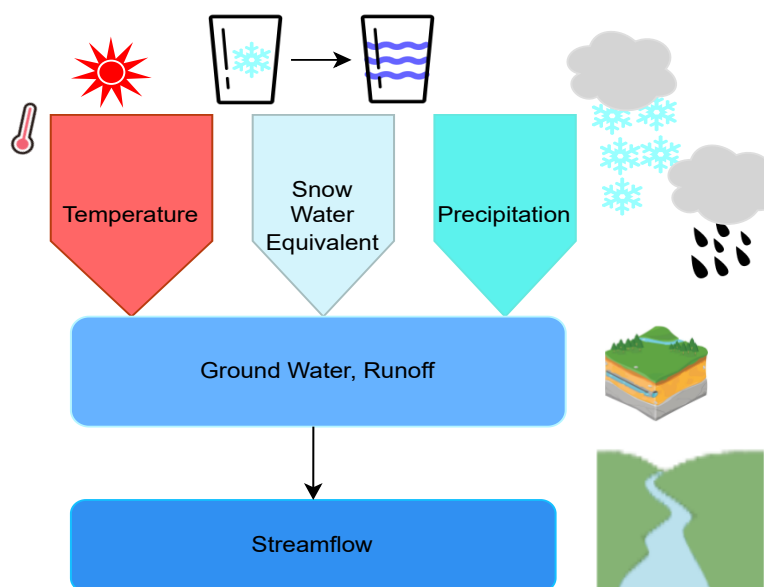 Temperature
Snow
Water
Equivalent
Precipitation
Ground Water, Runoff
Streamflow